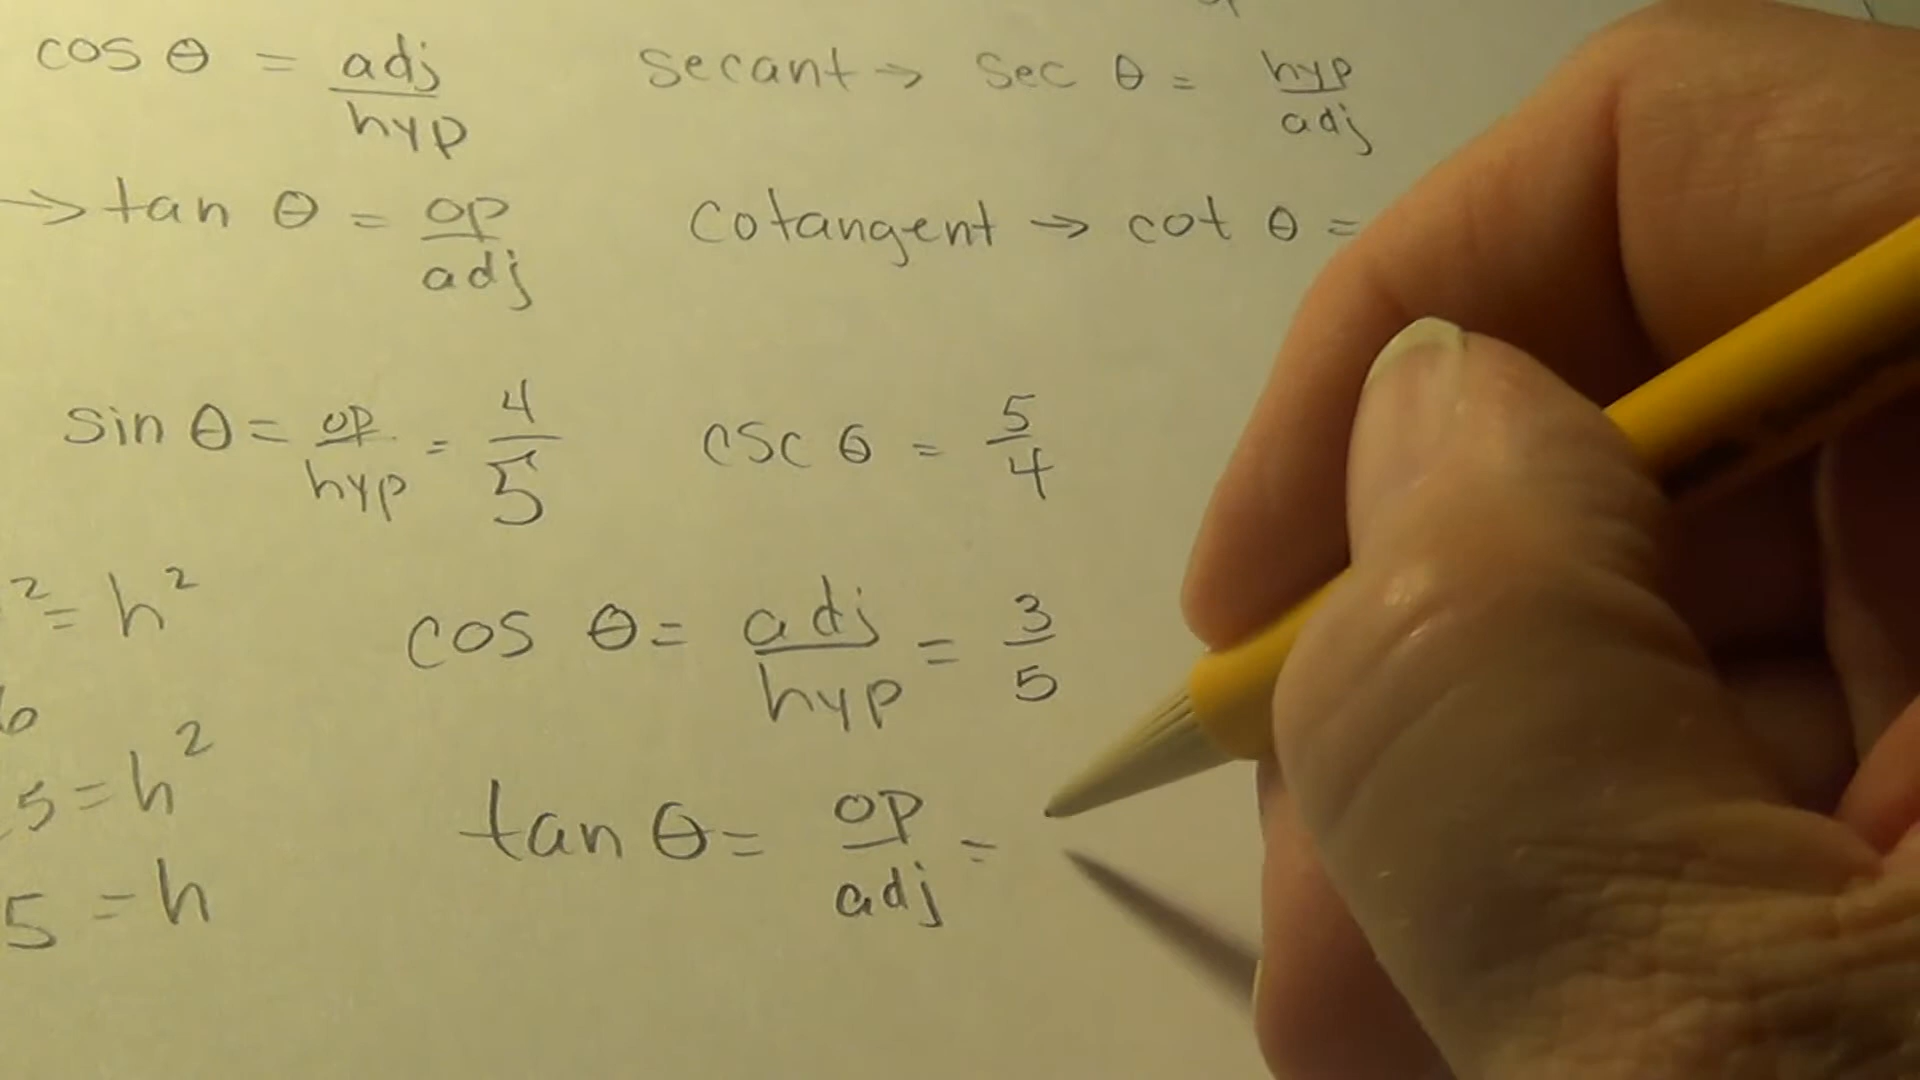 cos θ = adj/hyp secant → sec θ = hyp/adj
→ tan θ = op/adj cotangent → cot θ =
sin θ = op/hyp = 4/5 csc θ = 5/4
² = h² cos θ = adj/hyp = 3/5
5 = h² tan θ = op/adj =
5 = h